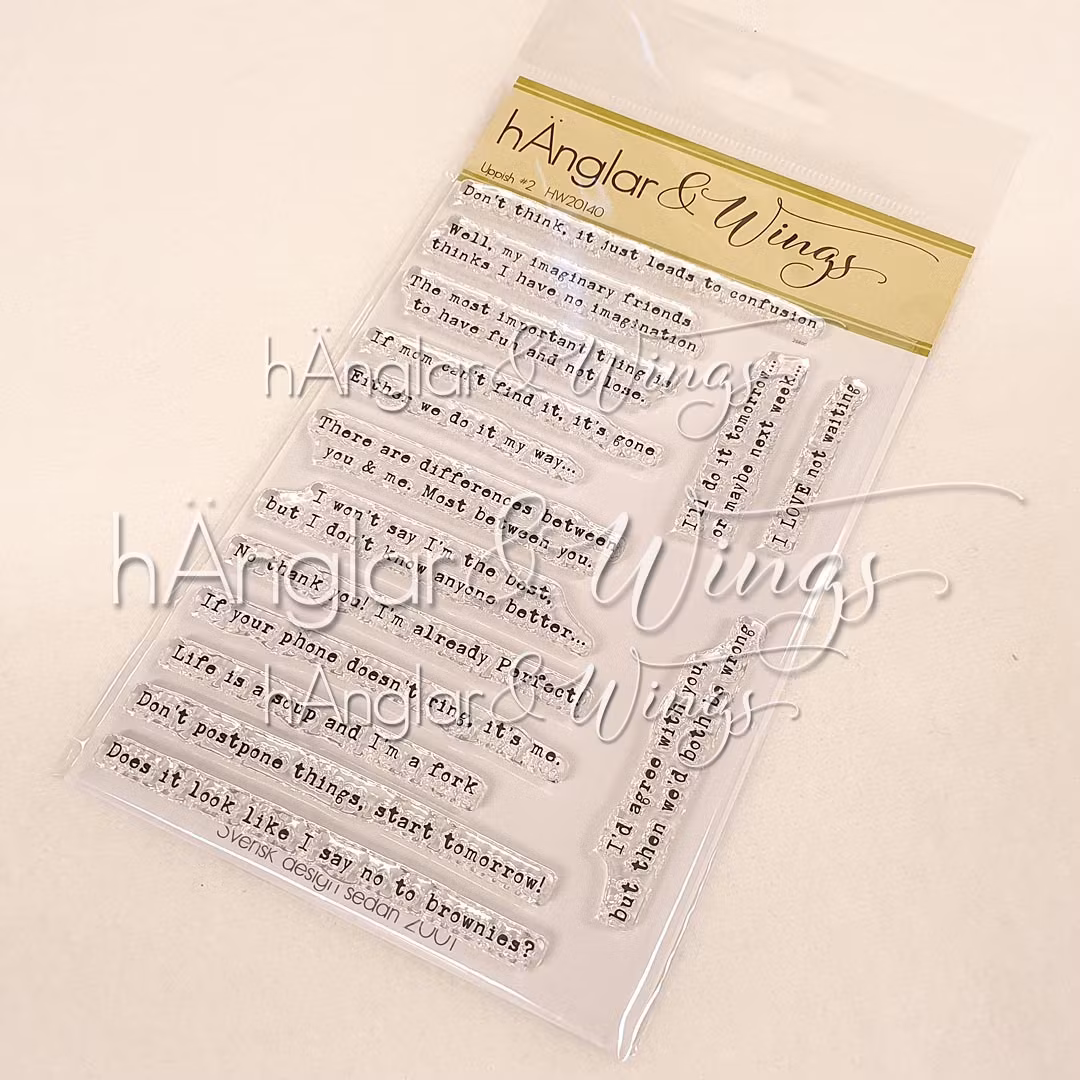 hÄnglar & Wings
Uppish #2 HW20140
Don't think, it just leads to confusion
Well, my imaginary friends
thinks I have no imagination
The most important thing is
to have fun and not lose.
If mom can't find it, it's gone
Either we do it my way...
There are differences between
you & me. Most between you.
I won't say I'm the best,
but I don't know anyone better...
No thank you! I'm already Perfect!
If your phone doesn't ring, it's me.
Life is a soup and I'm a fork
Don't postpone things, start tomorrow!
Does it look like I say no to brownies?
Svensk design sedan 2001
I'll do it tomorrow...
or maybe next week...
I LOVE not waiting
I'd agree with you,
but then we'd both be wrong
hÄnglar & Wings
hÄnglar & Wings
hÄnglar & Wings